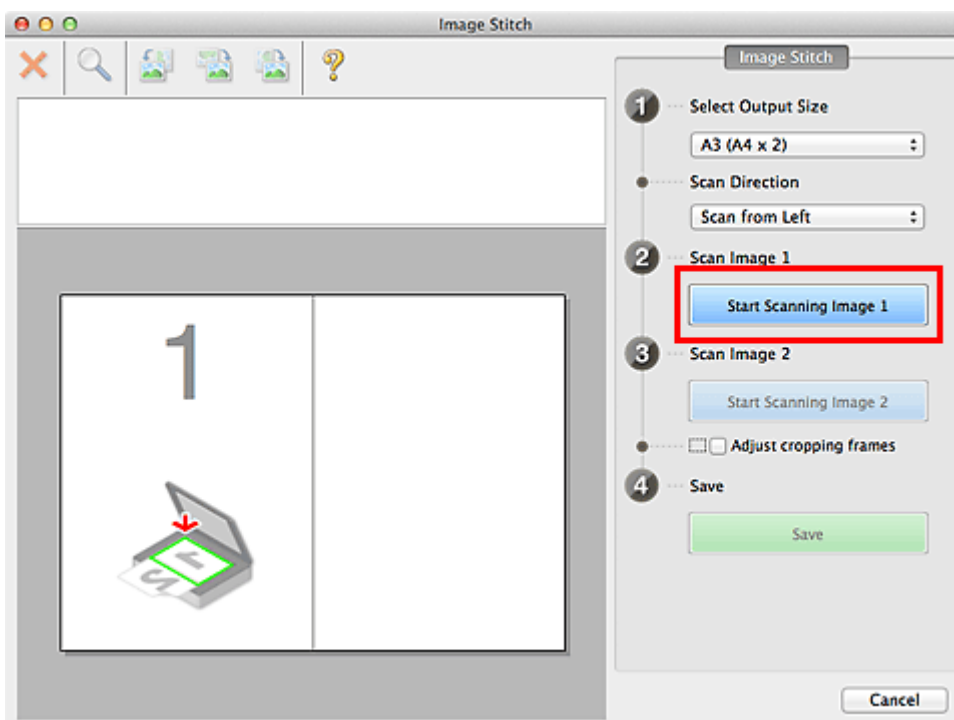 Image Stitch
Image Stitch
1 Select Output Size
A3 (A4 x 2)
Scan Direction
Scan from Left
2 Scan Image 1
Start Scanning Image 1
3 Scan Image 2
Start Scanning Image 2
Adjust cropping frames
4 Save
Save
Cancel
1
1
2